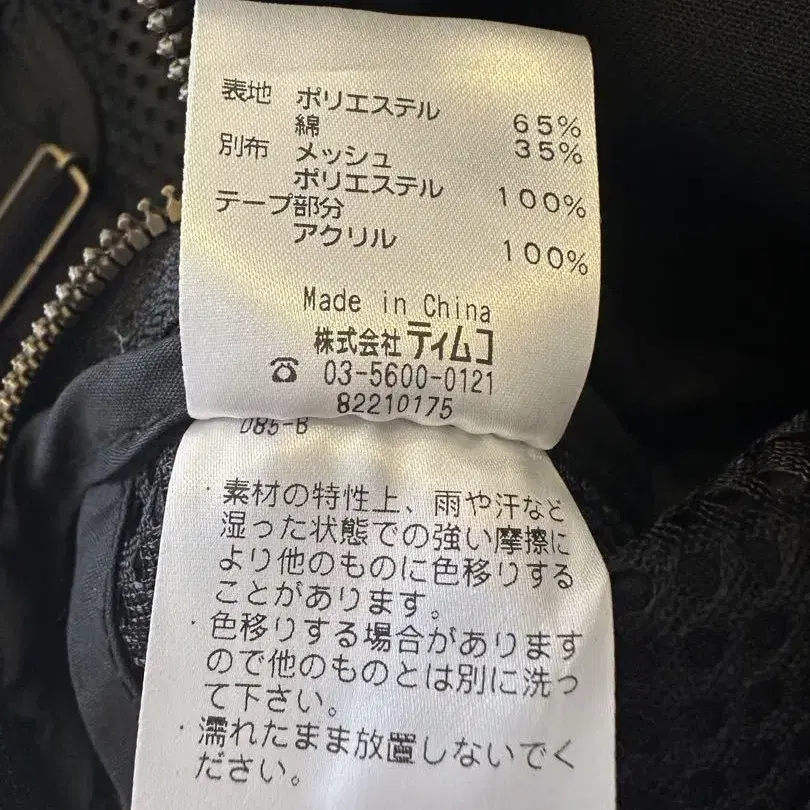 表地 ポリエステル 65%
綿 35%
別布 メッシュ
ポリエステル 100%
テープ部分
アクリル 100%
Made in China
株式会社ティムコ
☎ 03-5600-0121
82210175
D85-B
・素材の特性上、雨や汗など
湿った状態での強い摩擦に
より他のものに色移りする
ことがあります。
・色移りする場合があります
ので他のものとは別に洗っ
て下さい。
・濡れたまま放置しないでく
ださい。